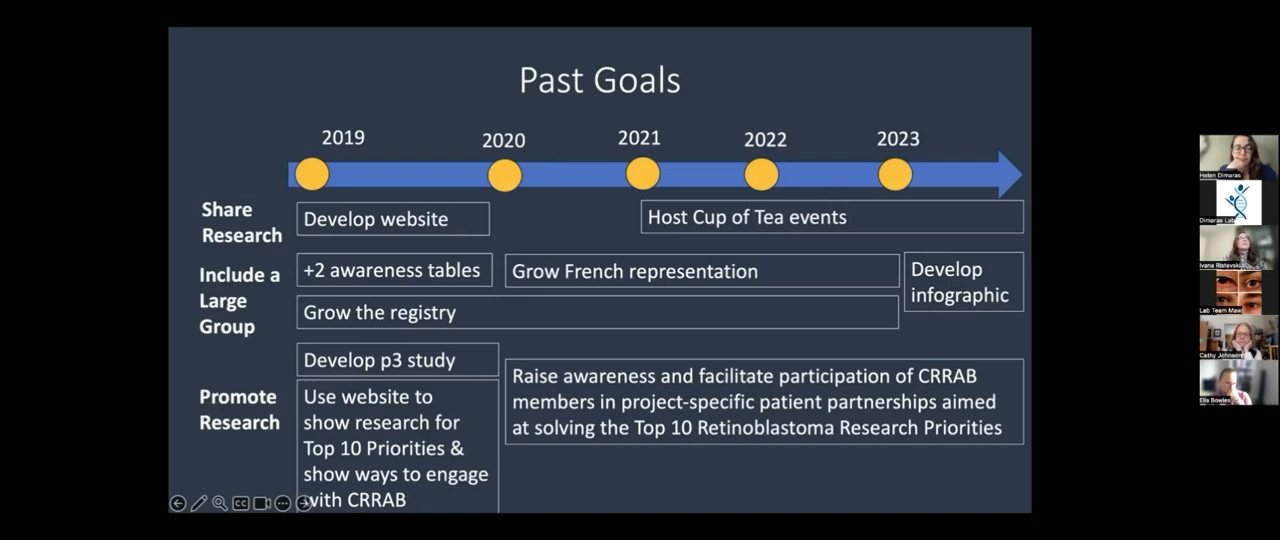 Past Goals
2019
2020
2021
2022
2023
Share
Research
Develop website
Host Cup of Tea events
Include a
Large
Group
+2 awareness tables
Grow French representation
Develop
infographic
Grow the registry
Promote
Research
Develop p3 study
Use website to
show research for
Top 10 Priorities &
show ways to engage
with CRRAB
Raise awareness and facilitate participation of CRRAB
members in project-specific patient partnerships aimed
at solving the Top 10 Retinoblastoma Research Priorities
CC
Helen Dimaras
Dimaras Lab
Ivana Ristevski
Lab Team Maw
Cathy Johnson
Ella Bowles